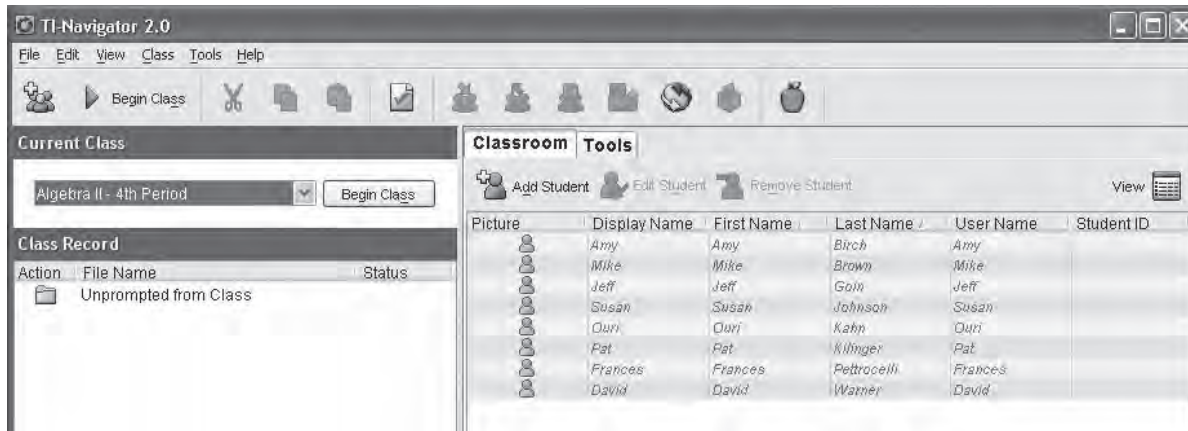 TI-Navigator 2.0
File Edit View Class Tools Help
Begin Class
Current Class
Algebra II - 4th Period
Begin Class
Class Record
Action File Name Status
Unprompted from Class
Classroom Tools
Add Student Edit Student Remove Student View
Picture Display Name First Name Last Name User Name Student ID
Amy Amy Birch Amy
Mike Mike Brown Mike
Jeff Jeff Goin Jeff
Susan Susan Johnson Susan
Ouri Ouri Kahn Ouri
Pat Pat Killinger Pat
Frances Frances Pettrocelli Frances
David David Warner David